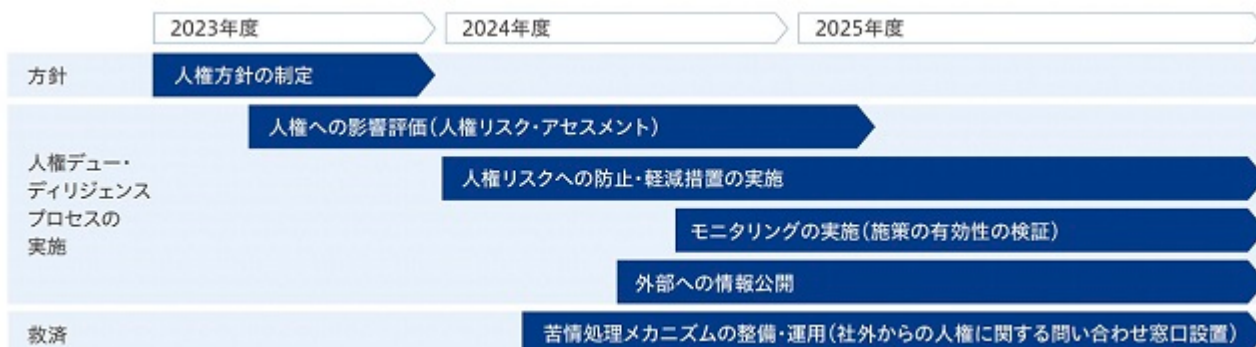 2023年度
2024年度
2025年度
方針
人権方針の制定
人権デュー・
ディリジェンス
プロセスの
実施
人権への影響評価(人権リスク・アセスメント)
人権リスクへの防止・軽減措置の実施
モニタリングの実施(施策の有効性の検証)
外部への情報公開
救済
苦情処理メカニズムの整備・運用(社外からの人権に関する問い合わせ窓口設置)